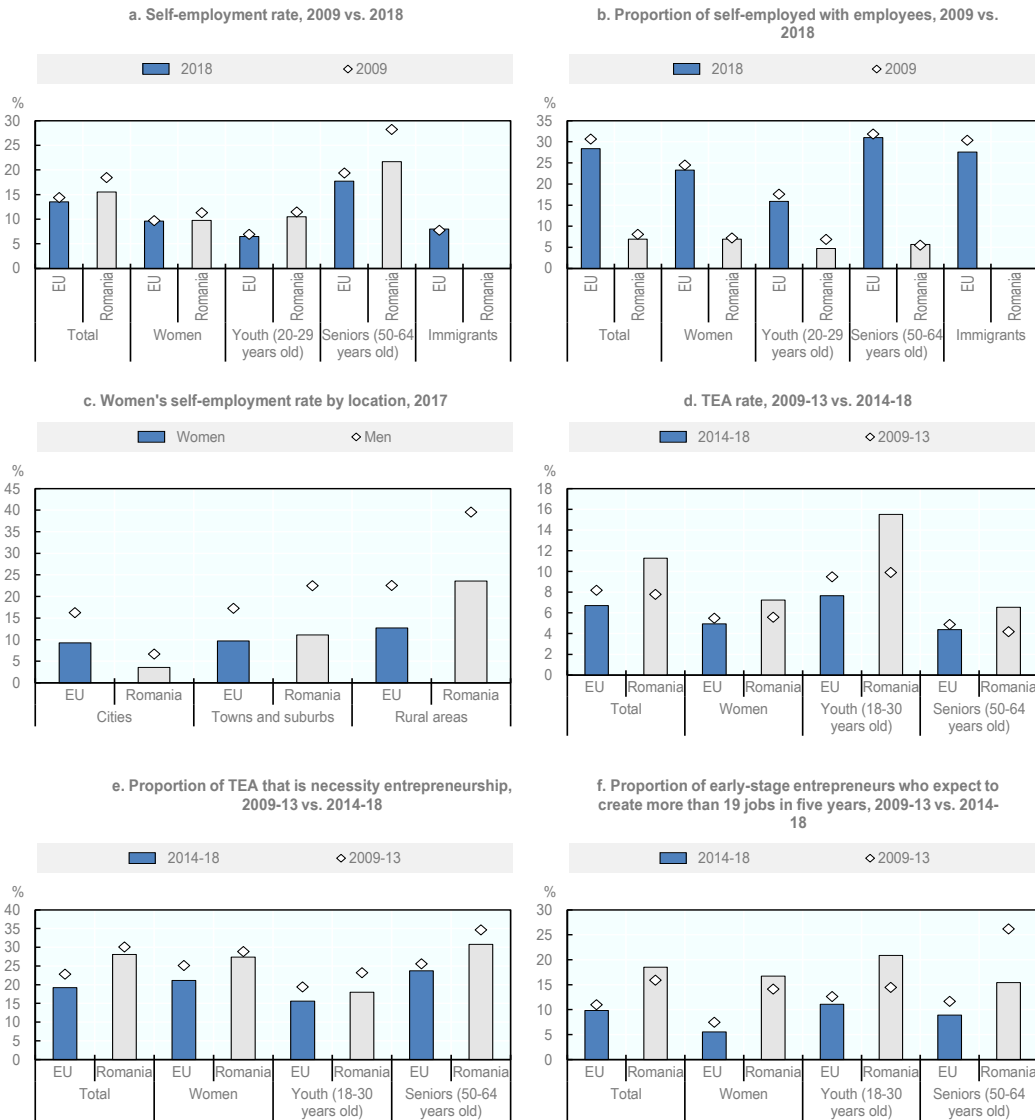 a. Self-employment rate, 2009 vs. 2018
2018
2009
%
30
25
20
15
10
5
0
EU
Romania
EU
Romania
EU
Romania
EU
Romania
EU
Romania
Total
Women
Youth (20-29
years old)
Seniors (50-64
years old)
Immigrants
b. Proportion of self-employed with employees, 2009 vs.
2018
2018
2009
%
35
30
25
20
15
10
5
0
EU
Romania
EU
Romania
EU
Romania
EU
Romania
EU
Romania
Total
Women
Youth (20-29
years old)
Seniors (50-64
years old)
Immigrants
c. Women's self-employment rate by location, 2017
Women
Men
%
45
40
35
30
25
20
15
10
5
0
EU
Romania
EU
Romania
EU
Romania
Cities
Towns and suburbs
Rural areas
d. TEA rate, 2009-13 vs. 2014-18
2014-18
2009-13
%
18
16
14
12
10
8
6
4
2
0
EU
Romania
EU
Romania
EU
Romania
EU
Romania
Total
Women
Youth (18-30
years old)
Seniors (50-64
years old)
e. Proportion of TEA that is necessity entrepreneurship,
2009-13 vs. 2014-18
2014-18
2009-13
%
40
35
30
25
20
15
10
5
0
EU
Romania
EU
Romania
EU
Romania
EU
Romania
Total
Women
Youth (18-30
years old)
Seniors (50-64
years old)
f. Proportion of early-stage entrepreneurs who expect to
create more than 19 jobs in five years, 2009-13 vs. 2014-
18
2014-18
2009-13
%
30
25
20
15
10
5
0
EU
Romania
EU
Romania
EU
Romania
EU
Romania
Total
Women
Youth (18-30
years old)
Seniors (50-64
years old)